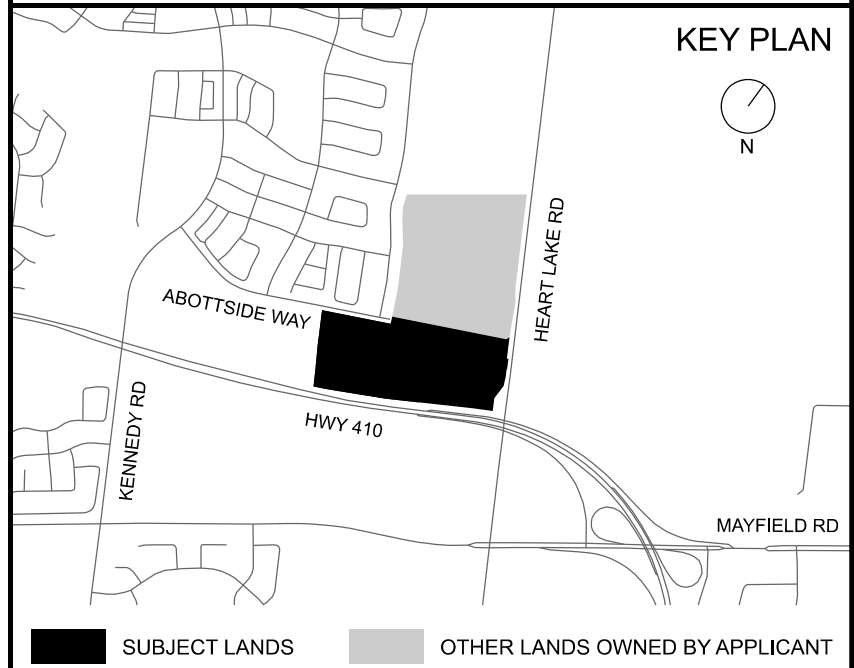 KEY PLAN
N
HEART LAKE RD
ABOTTSIDE WAY
KENNEDY RD
HWY 410
MAYFIELD RD
SUBJECT LANDS
OTHER LANDS OWNED BY APPLICANT